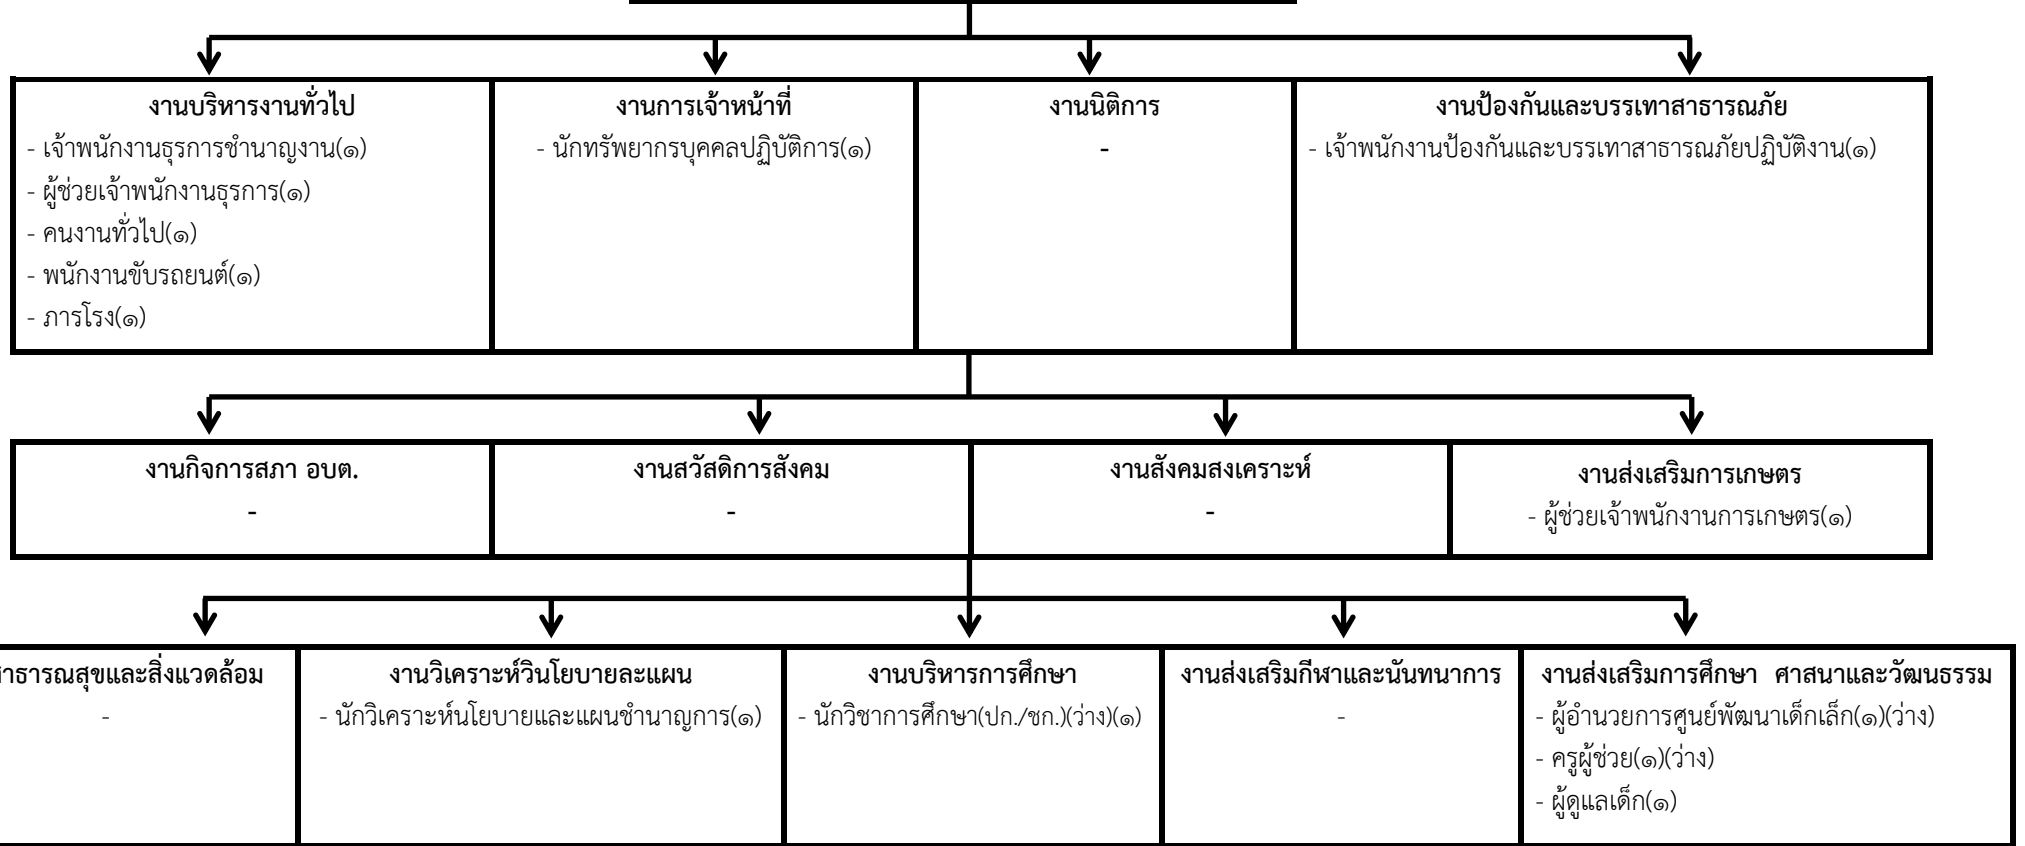 งานบริหารงานทั่วไป
- เจ้าพนักงานธุรการชำนาญงาน(๑)
- ผู้ช่วยเจ้าพนักงานธุรการ(๑)
- คนงานทั่วไป(๑)
- พนักงานขับรถยนต์(๑)
- ภารโรง(๑)
งานการเจ้าหน้าที่
- นักทรัพยากรบุคคลปฏิบัติการ(๑)
งานนิติการ
-
งานป้องกันและบรรเทาสาธารณภัย
- เจ้าพนักงานป้องกันและบรรเทาสาธารณภัยปฏิบัติงาน(๑)
งานกิจการสภา อบต.
-
งานสวัสดิการสังคม
-
งานสังคมสงเคราะห์
-
งานส่งเสริมการเกษตร
- ผู้ช่วยเจ้าพนักงานการเกษตร(๑)
สาธารณสุขและสิ่งแวดล้อม
-
งานวิเคราะห์วินโยบายละแผน
- นักวิเคราะห์นโยบายและแผนชำนาญการ(๑)
งานบริหารการศึกษา
- นักวิชาการศึกษา(ปก./ชก.)(ว่าง)(๑)
งานส่งเสริมกีฬาและนันทนาการ
-
งานส่งเสริมการศึกษา ศาสนาและวัฒนธรรม
- ผู้อำนวยการศูนย์พัฒนาเด็กเล็ก(๑)(ว่าง)
- ครูผู้ช่วย(๑)(ว่าง)
- ผู้ดูแลเด็ก(๑)